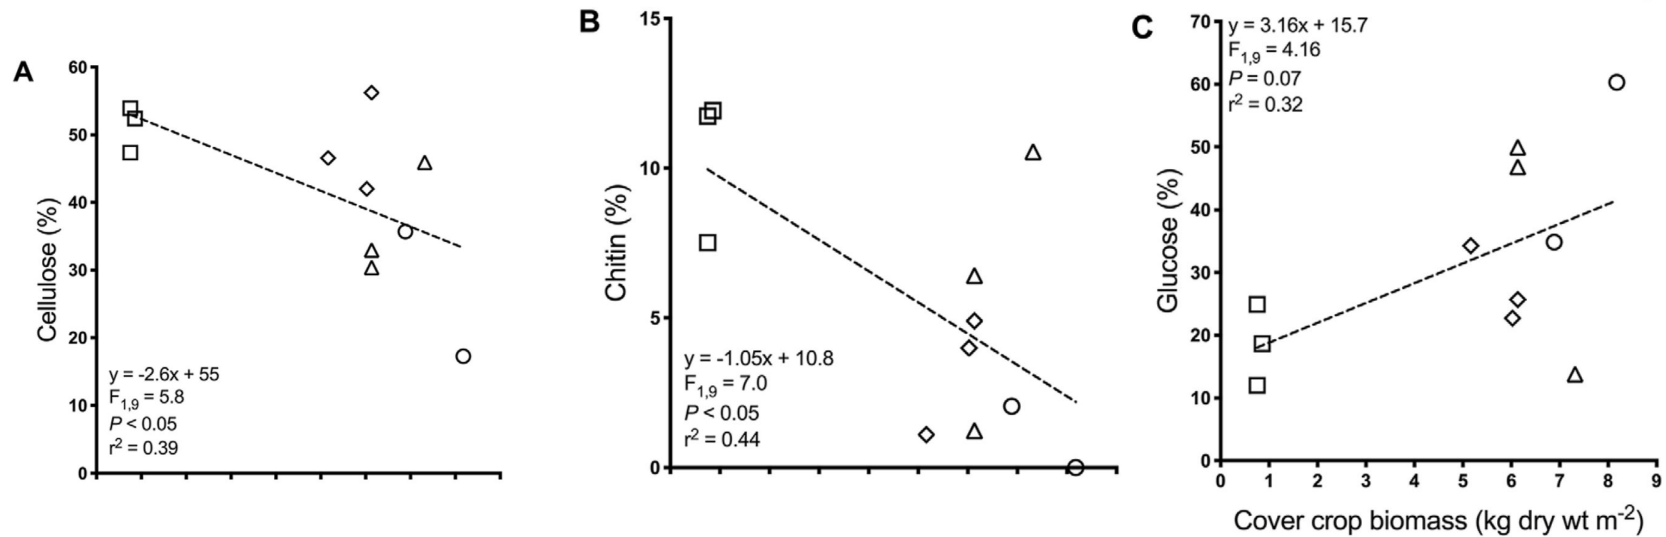 A
60
50
40
30
20
10
0
Cellulose (%)
y = -2.6x + 55
F1,9 = 5.8
P < 0.05
r2 = 0.39
B
15
10
5
0
Chitin (%)
y = -1.05x + 10.8
F1,9 = 7.0
P < 0.05
r2 = 0.44
C
70
60
50
40
30
20
10
0
Glucose (%)
y = 3.16x + 15.7
F1,9 = 4.16
P = 0.07
r2 = 0.32
0 1 2 3 4 5 6 7 8 9
Cover crop biomass (kg dry wt m-2)